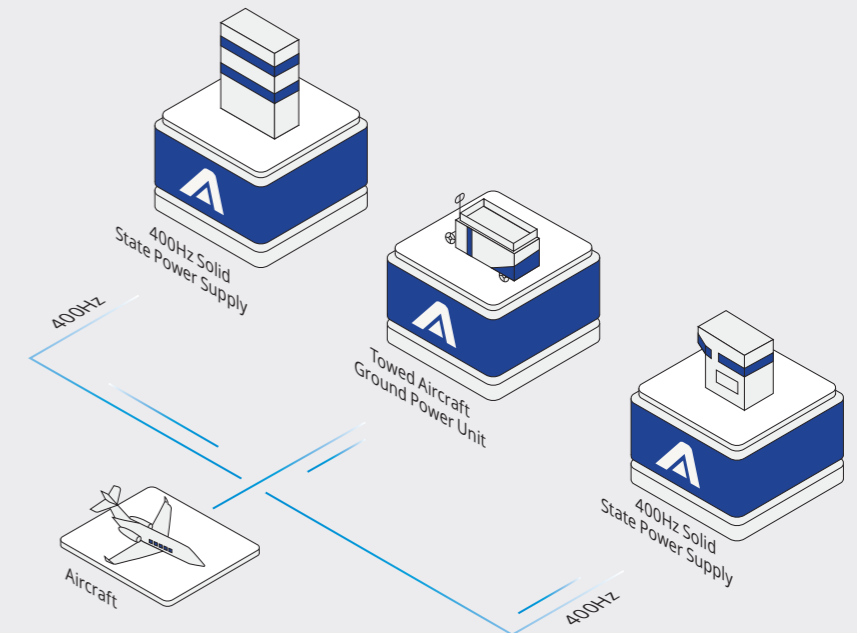 400Hz Solid
State Power Supply
400Hz
Towed Aircraft
Ground Power Unit
400Hz Solid
State Power Supply
Aircraft
400Hz